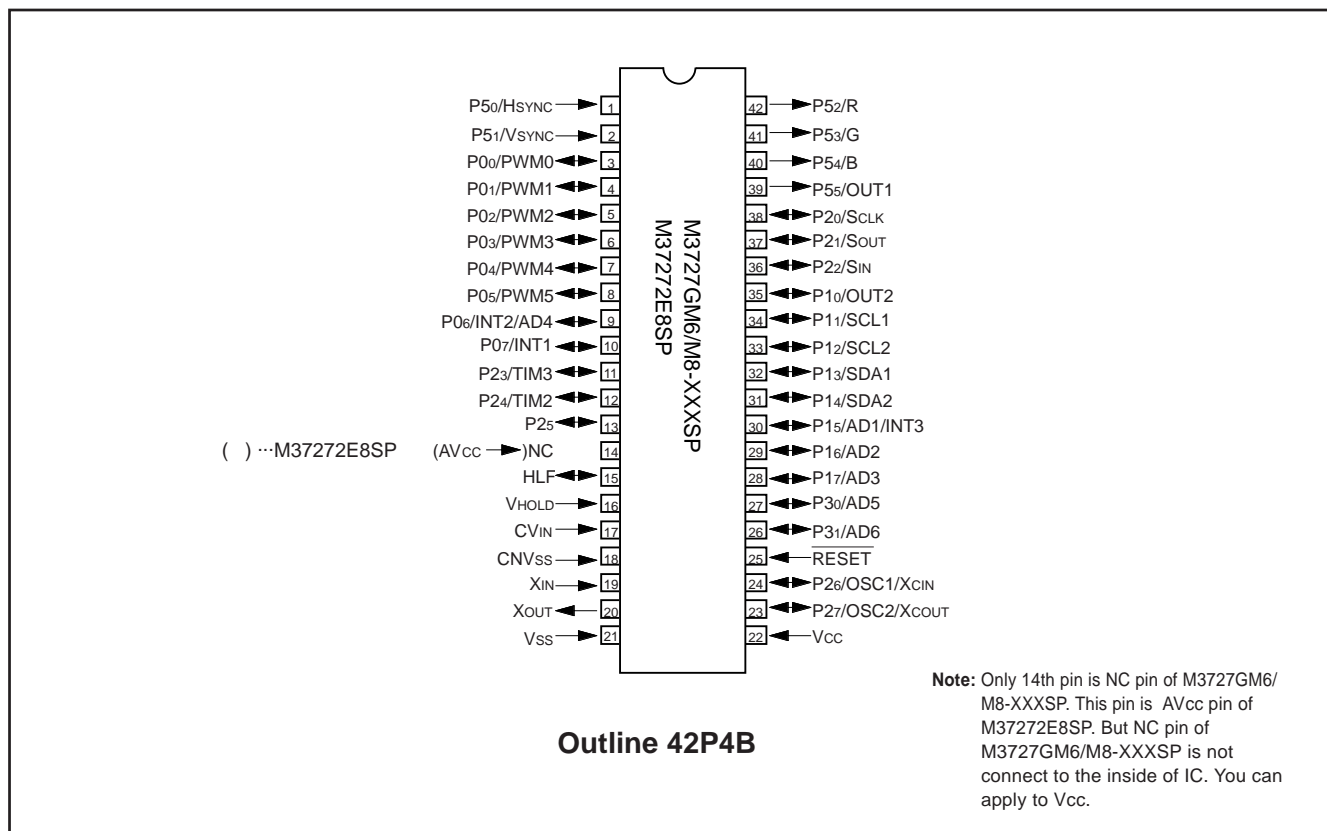 P50/HSYNC 1 42 P52/R
P51/VSYNC 2 41 P53/G
P00/PWM0 3 40 P54/B
P01/PWM1 4 39 P55/OUT1
P02/PWM2 5 38 P20/SCLK
P03/PWM3 6 37 P21/SOUT
P04/PWM4 7 36 P22/SIN
P05/PWM5 8 35 P10/OUT2
P06/INT2/AD4 9 34 P11/SCL1
P07/INT1 10 33 P12/SCL2
P23/TIM3 11 32 P13/SDA1
P24/TIM2 12 31 P14/SDA2
P25 13 30 P15/AD1/INT3
( ) ···M37272E8SP (AVCC )NC 14 29 P16/AD2
HLF 15 28 P17/AD3
VHOLD 16 27 P30/AD5
CVIN 17 26 P31/AD6
CNVSS 18 25 RESET
XIN 19 24 P26/OSC1/XCIN
XOUT 20 23 P27/OSC2/XCOUT
VSS 21 22 VCC
M3727GM6/M8-XXXSP
M37272E8SP
Outline 42P4B
Note: Only 14th pin is NC pin of M3727GM6/
M8-XXXSP. This pin is AVcc pin of
M37272E8SP. But NC pin of
M3727GM6/M8-XXXSP is not
connect to the inside of IC. You can
apply to Vcc.